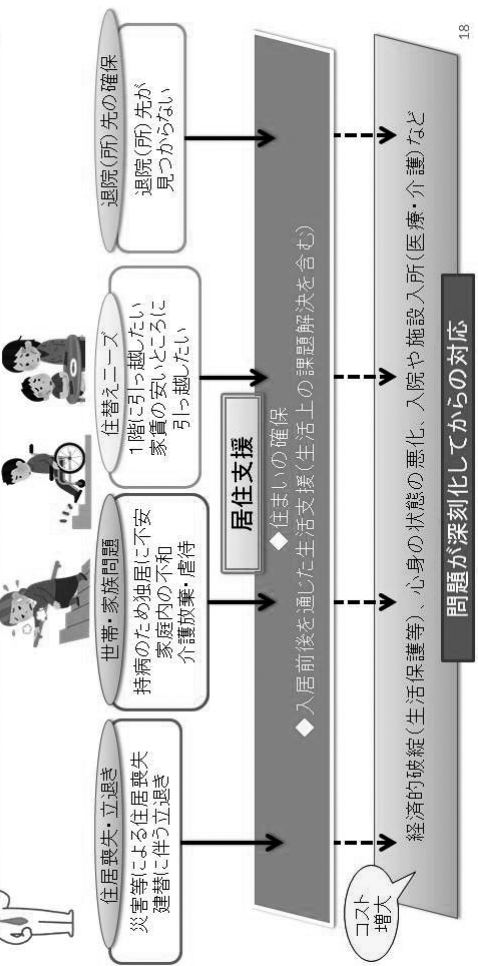 住居喪失・立退き
災害等による住居喪失
建替に伴う立退き
世帯・家族問題
持病のため独居に不安
家庭内の不和
介護放棄・虐待
住替えニーズ
1階に引っ越したい
家賃の安いところに
引っ越したい
退院(所)先の確保
退院(所)先が
見つからない
居住支援
◆住まいの確保
◆入居前後を通じた生活支援(生活上の課題解決を含む)
コスト
増大
経済的破綻(生活保護等)、心身の状態の悪化、入院や施設入所(医療・介護)など
問題が深刻化してからの対応
18